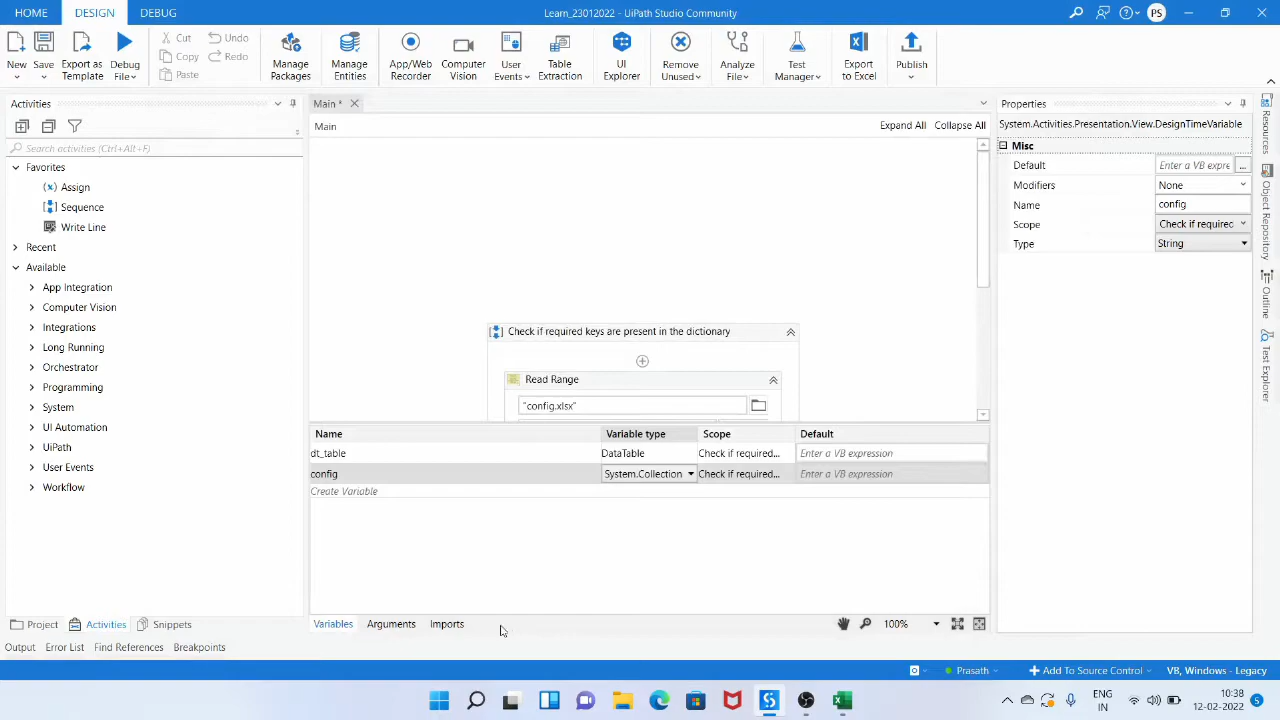 HOME DESIGN DEBUG Learn_23012022 - UiPath Studio Community PS
New Save Export as Template Debug File Cut Copy Paste Undo Redo Manage Packages Manage Entities App/Web Recorder Computer Vision User Events Table Extraction UI Explorer Remove Unused Analyze File Test Manager Export to Excel Publish
Activities
Search activities (Ctrl+Alt+F)
Favorites
Assign
Sequence
Write Line
Recent
Available
App Integration
Computer Vision
Integrations
Long Running
Orchestrator
Programming
System
UI Automation
UiPath
User Events
Workflow
Project Activities Snippets
Main *
Main Expand All Collapse All
Check if required keys are present in the dictionary
Read Range
"config.xlsx"
Name Variable type Scope Default
dt_table DataTable Check if required... Enter a VB expression
config System.Collection Check if required... Enter a VB expression
Create Variable
Variables Arguments Imports 100%
Properties
System.Activities.Presentation.View.DesignTimeVariable
Misc
Default Enter a VB expre ...
Modifiers None
Name config
Scope Check if required
Type String
Resources
Object Repository
Outline
Test Explorer
Output Error List Find References Breakpoints
Prasath Add To Source Control VB, Windows - Legacy
ENG IN 10:38 12-02-2022 5